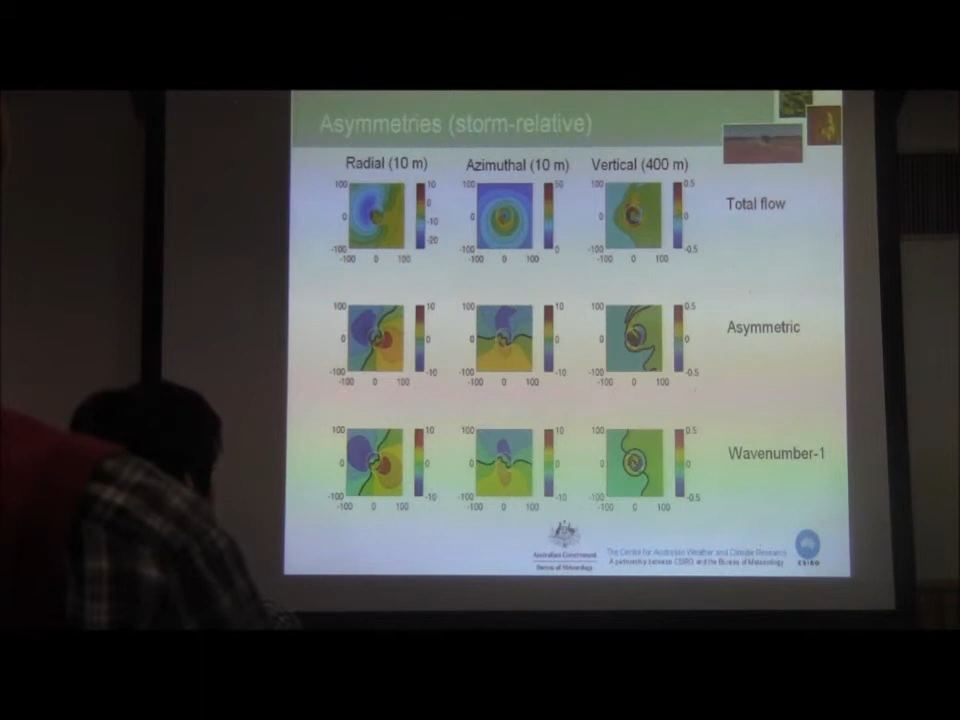 Asymmetries (storm-relative)
Radial (10 m) Azimuthal (10 m) Vertical (400 m)
100 10 100 50 100 0.5
0 0 0 0 0
-10
-100 -20 -100 0 -100 -0.5
-100 0 100 -100 0 100 -100 0 100
Total flow
100 10 100 10 100 0.5
0 0 0 0 0 0
-100 -10 -100 -10 -100 -0.5
-100 0 100 -100 0 100 -100 0 100
Asymmetric
100 10 100 10 100 0.5
0 0 0 0 0 0
-100 -10 -100 -10 -100 -0.5
-100 0 100 -100 0 100 -100 0 100
Wavenumber-1
Australian Government
Bureau of Meteorology
The Centre for Australian Weather and Climate Research
A partnership between CSIRO and the Bureau of Meteorology
CSIRO